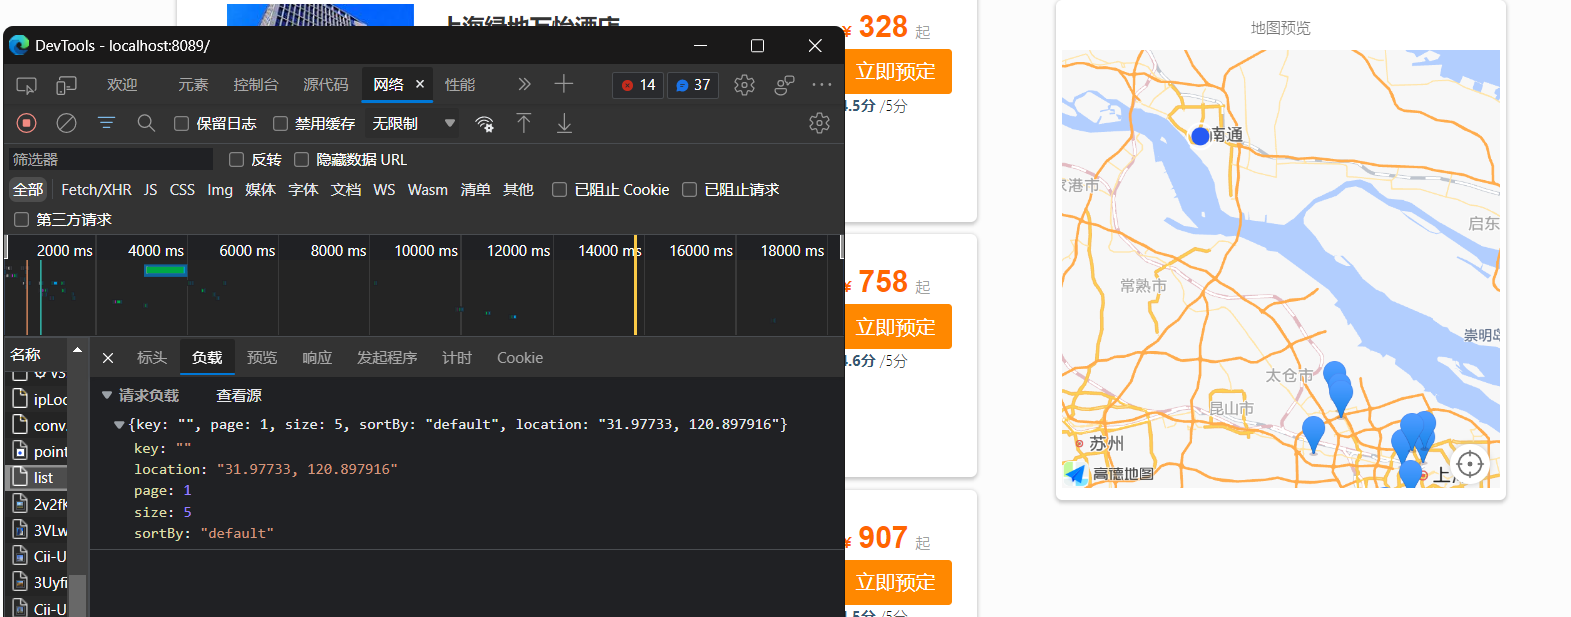 上海绿地万怡酒店
DevTools - localhost:8089/
欢迎 元素 控制台 源代码 网络 性能 14 37
保留日志 禁用缓存 无限制
筛选器 反转 隐藏数据 URL
全部 Fetch/XHR JS CSS Img 媒体 字体 文档 WS Wasm 清单 其他 已阻止 Cookie 已阻止请求
第三方请求
2000 ms 4000 ms 6000 ms 8000 ms 10000 ms 12000 ms 14000 ms 16000 ms 18000 ms
名称
标头 负载 预览 响应 发起程序 计时 Cookie
ipLoc
conv.
point
list
2v2fK
3VLw
Cii-U
3Uyfi
Cii-U
请求负载 查看源
{key: "", page: 1, size: 5, sortBy: "default", location: "31.97733, 120.897916"}
key: ""
location: "31.97733, 120.897916"
page: 1
size: 5
sortBy: "default"
¥ 328 起
立即预定
4.5分 /5分
¥ 758 起
立即预定
4.6分 /5分
¥ 907 起
立即预定
4.5分 /5分
地图预览
南通
家港市
启东
常熟市
崇明岛
太仓市
昆山市
苏州
上海
高德地图